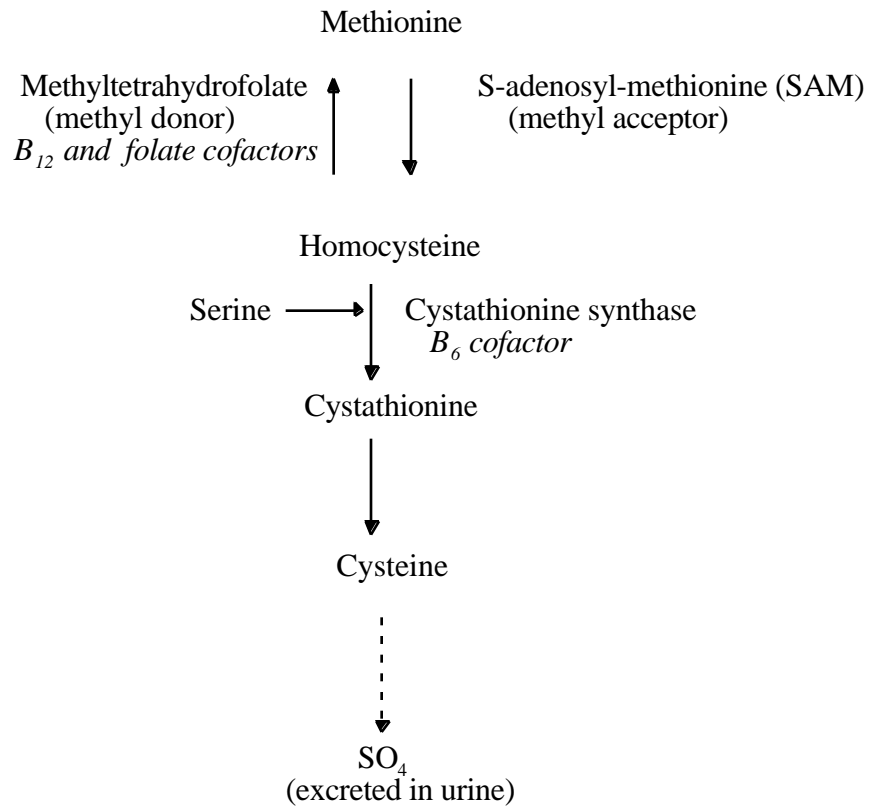 Methionine
Methyltetrahydrofolate
(methyl donor)
B12 and folate cofactors
S-adenosyl-methionine (SAM)
(methyl acceptor)
Homocysteine
Serine
Cystathionine synthase
B6 cofactor
Cystathionine
Cysteine
SO4
(excreted in urine)